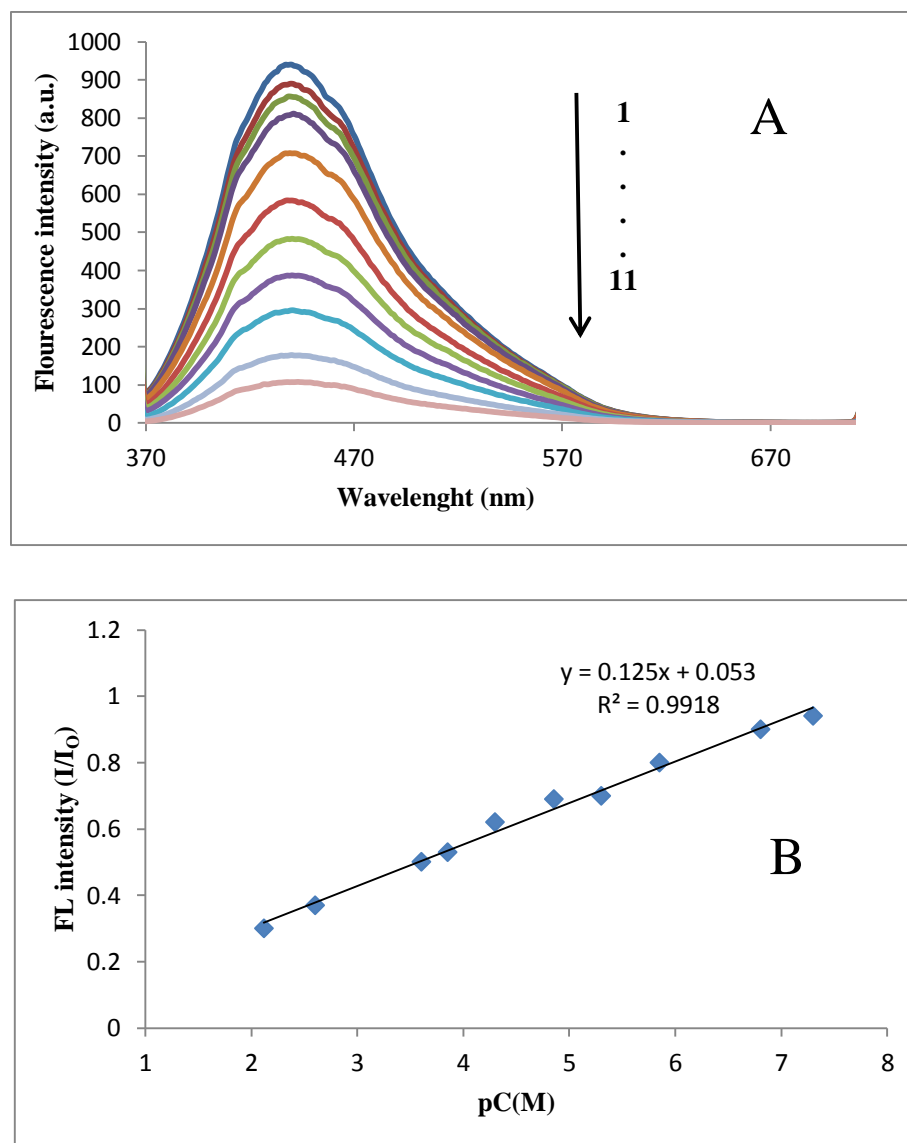 1000
900
800
700
600
500
400
300
200
100
0
Flourescence intensity (a.u.)
1
.
.
.
.
11
A
370 470 570 670
Wavelenght (nm)
1.2
1
0.8
0.6
0.4
0.2
0
FL intensity (I/I₀)
y = 0.125x + 0.053
R² = 0.9918
B
1 2 3 4 5 6 7 8
pC(M)